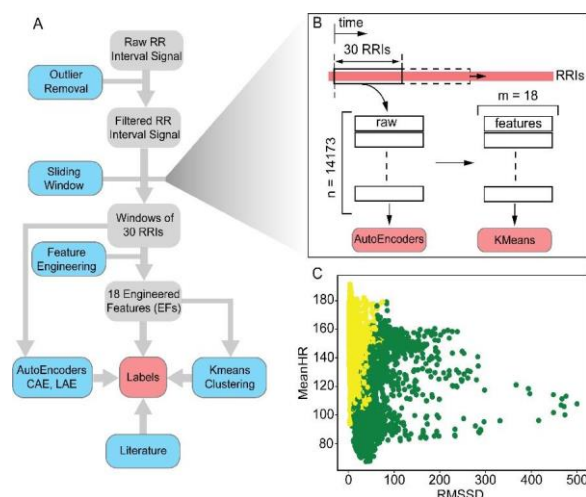 A
Raw RR
Interval Signal
Outlier
Removal
Filtered RR
Interval Signal
Sliding
Window
Windows of
30 RRIs
Feature
Engineering
18 Engineered
Features (EFs)
AutoEncoders
CAE, LAE
Labels
Kmeans
Clustering
Literature
B
time
30 RRIs
RRIs
m = 18
raw
features
n = 14173
AutoEncoders
KMeans
C
MeanHR
180
160
140
120
100
80
0
100
200
300
400
500
RMSSD